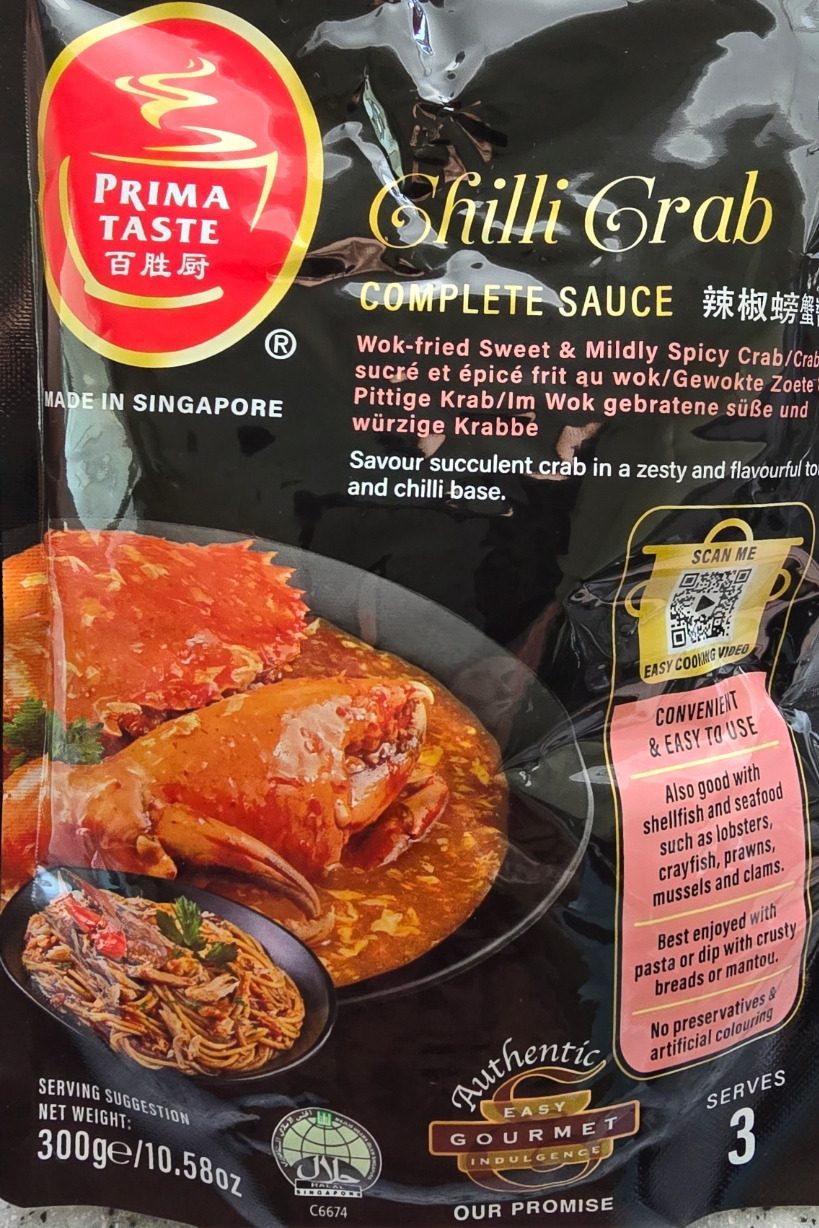 PRIMA
TASTE
百胜厨
®
MADE IN SINGAPORE
Chilli Crab
COMPLETE SAUCE 辣椒螃蟹
Wok-fried Sweet & Mildly Spicy Crab/Crab
sucré et épicé frit au wok/Gewokte Zoete
Pittige Krab/Im Wok gebratene süße und
würzige Krabbe
Savour succulent crab in a zesty and flavourful
and chilli base.
SCAN ME
EASY COOKING VIDEO
CONVENIENT
& EASY TO USE
Also good with
shellfish and seafood
such as lobsters,
crayfish, prawns,
mussels and clams.
Best enjoyed with
pasta or dip with crusty
breads or mantou.
No preservatives &
artificial colouring
SERVING SUGGESTION
NET WEIGHT:
300g℮/10.58oz
حلال
HALAL
SINGAPORE
C6674
Authentic
EASY
GOURMET
INDULGENCE
OUR PROMISE
SERVES
3